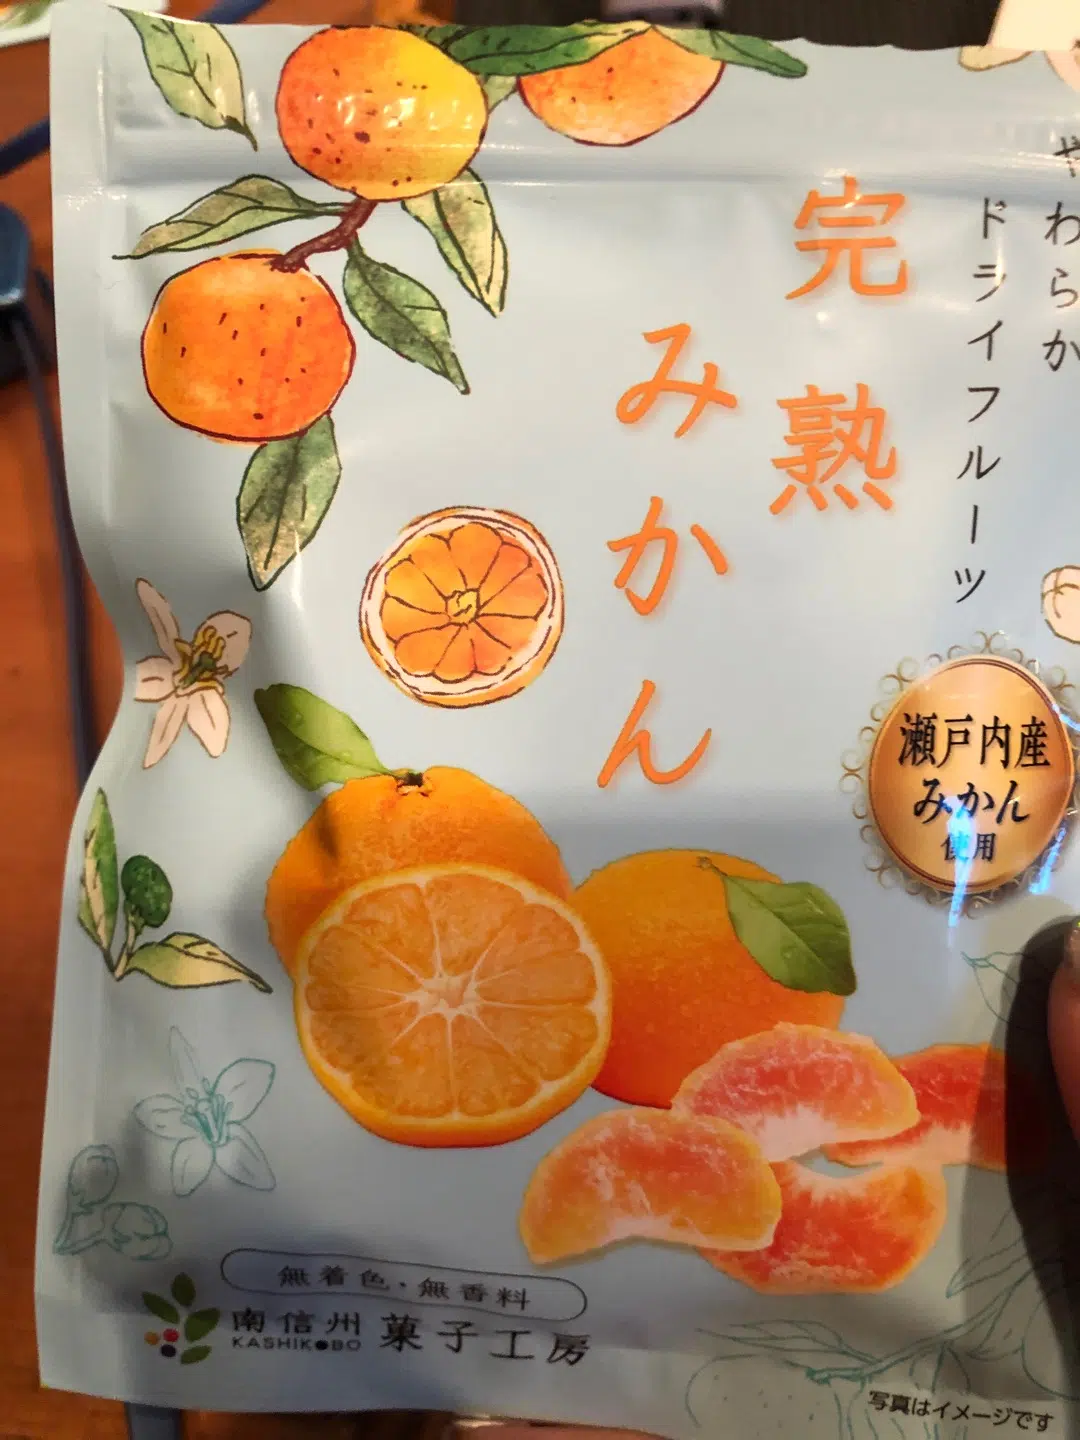 やわらか
ドライフルーツ
完熟
みかん
瀬戸内産
みかん
使用
無着色・無香料
南信州
KASHIKOBO
菓子工房
写真はイメージです